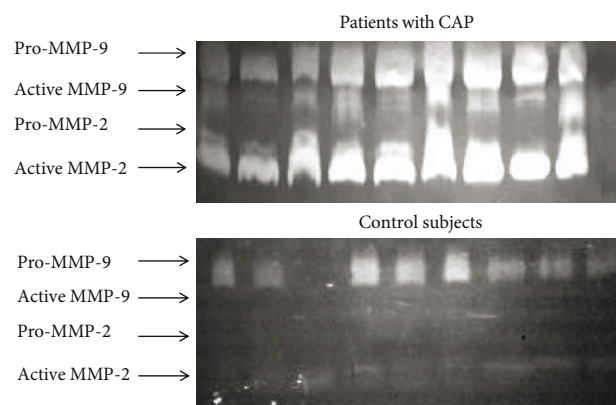 Patients with CAP
Pro-MMP-9
Active MMP-9
Pro-MMP-2
Active MMP-2
Control subjects
Pro-MMP-9
Active MMP-9
Pro-MMP-2
Active MMP-2